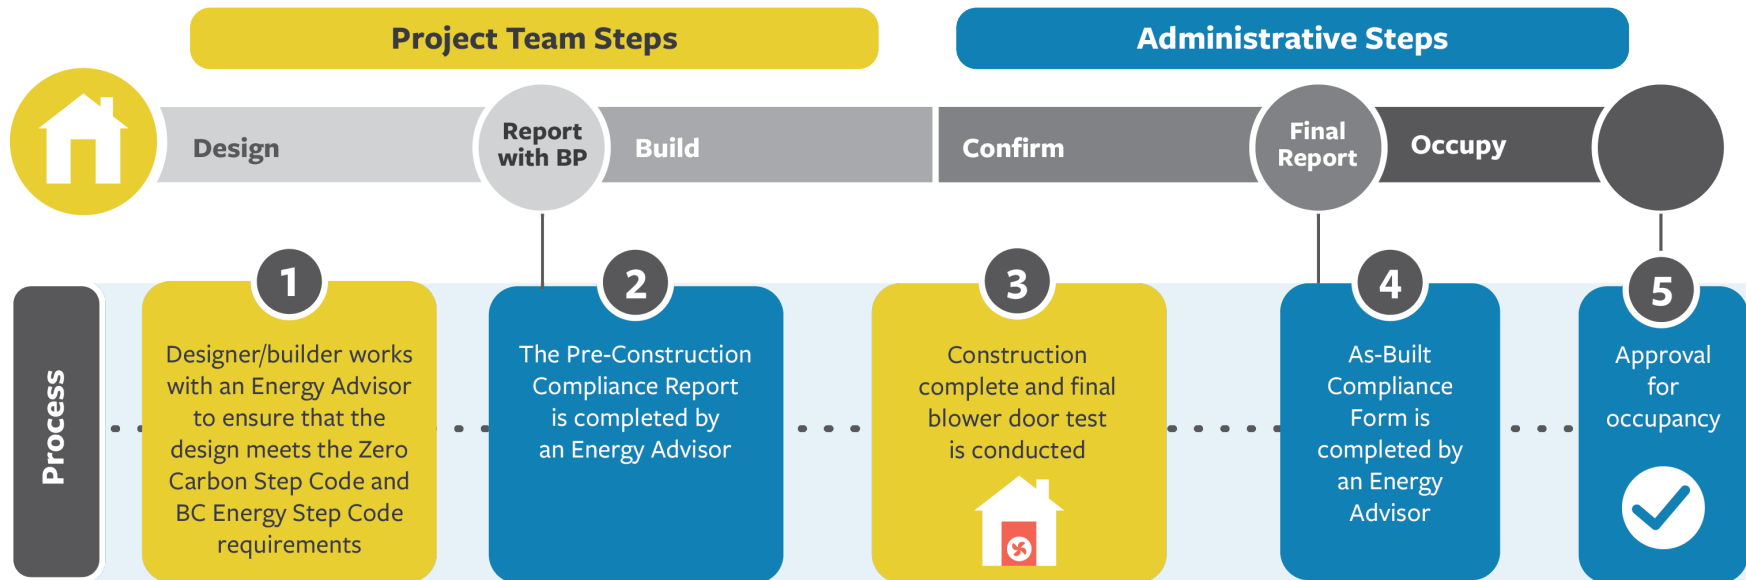 Project Team Steps
Administrative Steps
Design
Report
with BP
Build
Confirm
Final
Report
Occupy
Process
1
Designer/builder works
with an Energy Advisor
to ensure that the
design meets the Zero
Carbon Step Code and
BC Energy Step Code
requirements
2
The Pre-Construction
Compliance Report
is completed by
an Energy Advisor
3
Construction
complete and final
blower door test
is conducted
4
As-Built
Compliance
Form is
completed by
an Energy
Advisor
5
Approval
for
occupancy